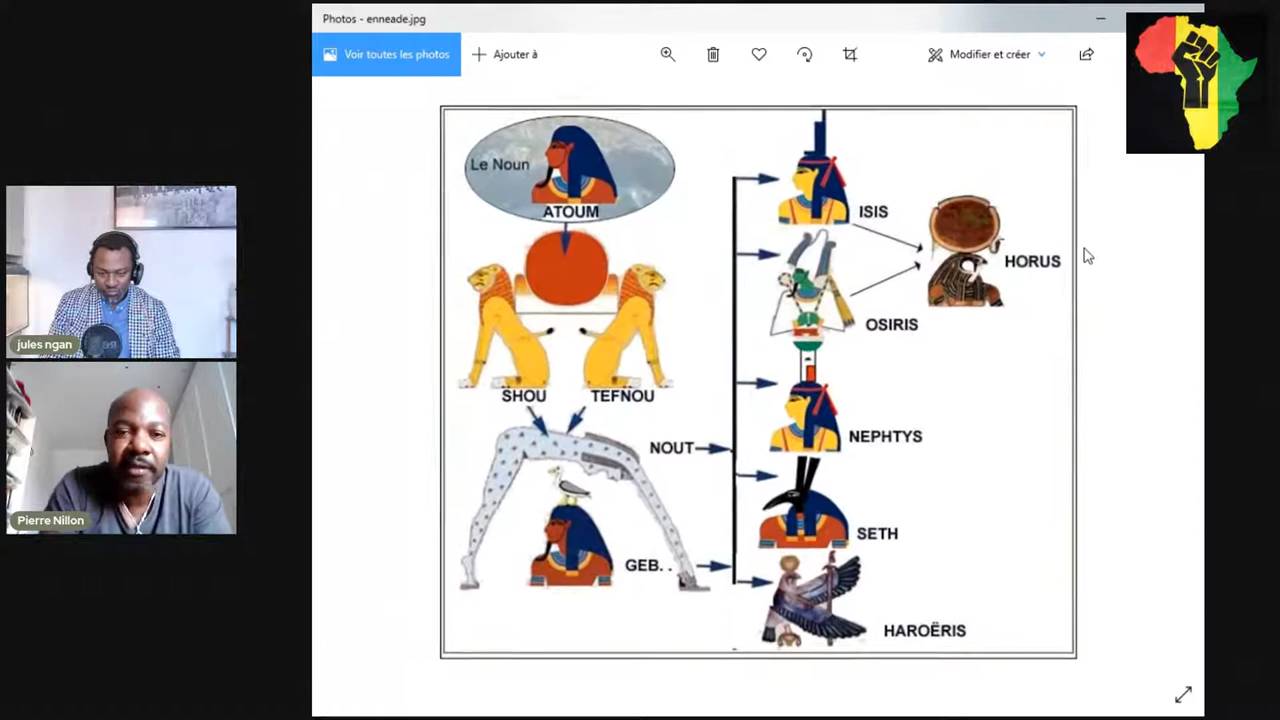 Photos - enneade.jpg
Voir toutes les photos
Ajouter à
Modifier et créer
Le Noun
ATOUM
ISIS
HORUS
OSIRIS
SHOU
TEFNOU
NOUT
NEPHTYS
SETH
GEB. .
HAROËRIS
jules ngan
Pierre Nillon